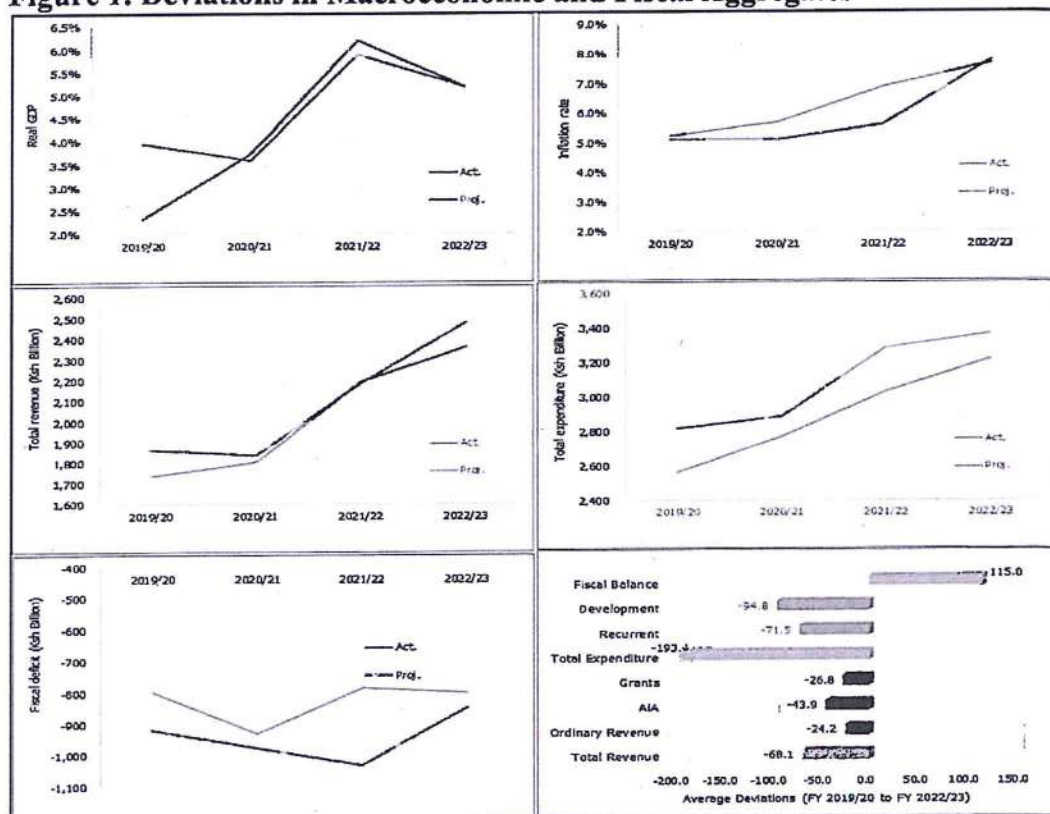 Figure 1: Deviations in Macroeconomic and Fiscal Aggregates
6.5%
6.0%
5.5%
5.0%
4.5%
4.0%
3.5%
3.0%
2.5%
2.0%
Real GDP
Act.
Proj.
2019/20 2020/21 2021/22 2022/23
9.0%
8.0%
7.0%
6.0%
5.0%
4.0%
3.0%
2.0%
Inflation rate
Act.
Proj.
2019/20 2020/21 2021/22 2022/23
2,600
2,500
2,400
2,300
2,200
2,100
2,000
1,900
1,800
1,700
1,600
Total revenue (Ksh Billion)
Act.
Proj.
2019/20 2020/21 2021/22 2022/23
3,600
3,400
3,200
3,000
2,800
2,600
2,400
Total expenditure (Ksh Billion)
Act.
Proj.
2019/20 2020/21 2021/22 2022/23
-400
-500
-600
-700
-800
-900
-1,000
-1,100
Fiscal deficit (Ksh Billion)
2019/20 2020/21 2021/22 2022/23
Act.
Proj.
Fiscal Balance 115.0
Development -94.8
Recurrent -71.5
Total Expenditure -193.4
Grants -26.8
AIA -43.9
Ordinary Revenue -24.2
Total Revenue -68.1
-200.0 -150.0 -100.0 -50.0 0.0 50.0 100.0 150.0
Average Deviations (FY 2019/20 to FY 2022/23)